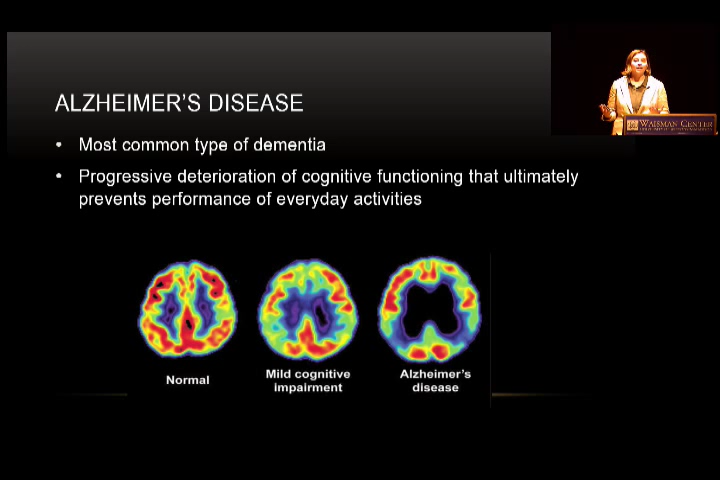 ALZHEIMER'S DISEASE
• Most common type of dementia
• Progressive deterioration of cognitive functioning that ultimately
prevents performance of everyday activities
Normal
Mild cognitive
impairment
Alzheimer's
disease
WAISMAN CENTER